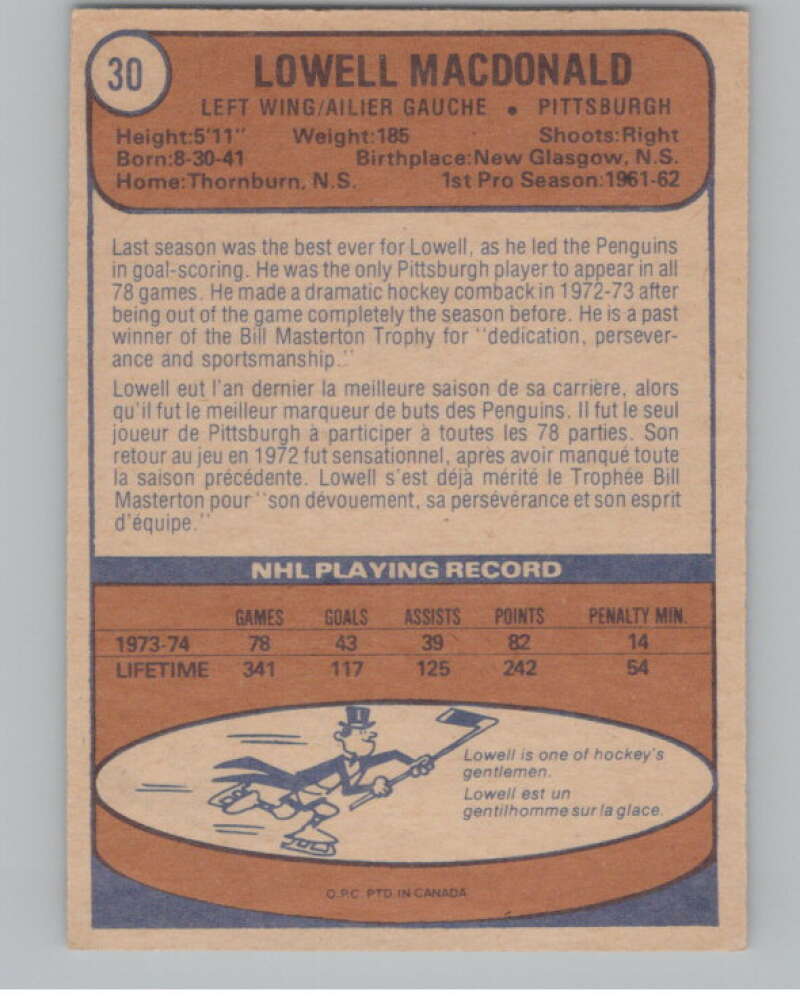 30
LOWELL MACDONALD
LEFT WING/AILIER GAUCHE • PITTSBURGH
Height:5'11" Weight:185 Shoots:Right
Born:8-30-41 Birthplace:New Glasgow, N.S.
Home:Thornburn, N.S. 1st Pro Season:1961-62
Last season was the best ever for Lowell, as he led the Penguins
in goal-scoring. He was the only Pittsburgh player to appear in all
78 games. He made a dramatic hockey comback in 1972-73 after
being out of the game completely the season before. He is a past
winner of the Bill Masterton Trophy for "dedication, persever-
ance and sportsmanship."
Lowell eut l'an dernier la meilleure saison de sa carrière, alors
qu'il fut le meilleur marqueur de buts des Penguins. Il fut le seul
joueur de Pittsburgh à participer à toutes les 78 parties. Son
retour au jeu en 1972 fut sensationnel, après avoir manqué toute
la saison précédente. Lowell s'est déjà mérité le Trophée Bill
Masterton pour "son dévouement, sa persévérance et son esprit
d'équipe."
NHL PLAYING RECORD
GAMES GOALS ASSISTS POINTS PENALTY MIN.
1973-74 78 43 39 82 14
LIFETIME 341 117 125 242 54
Lowell is one of hockey's
gentlemen.
Lowell est un
gentilhomme sur la glace.
O.P.C. PTD. IN CANADA